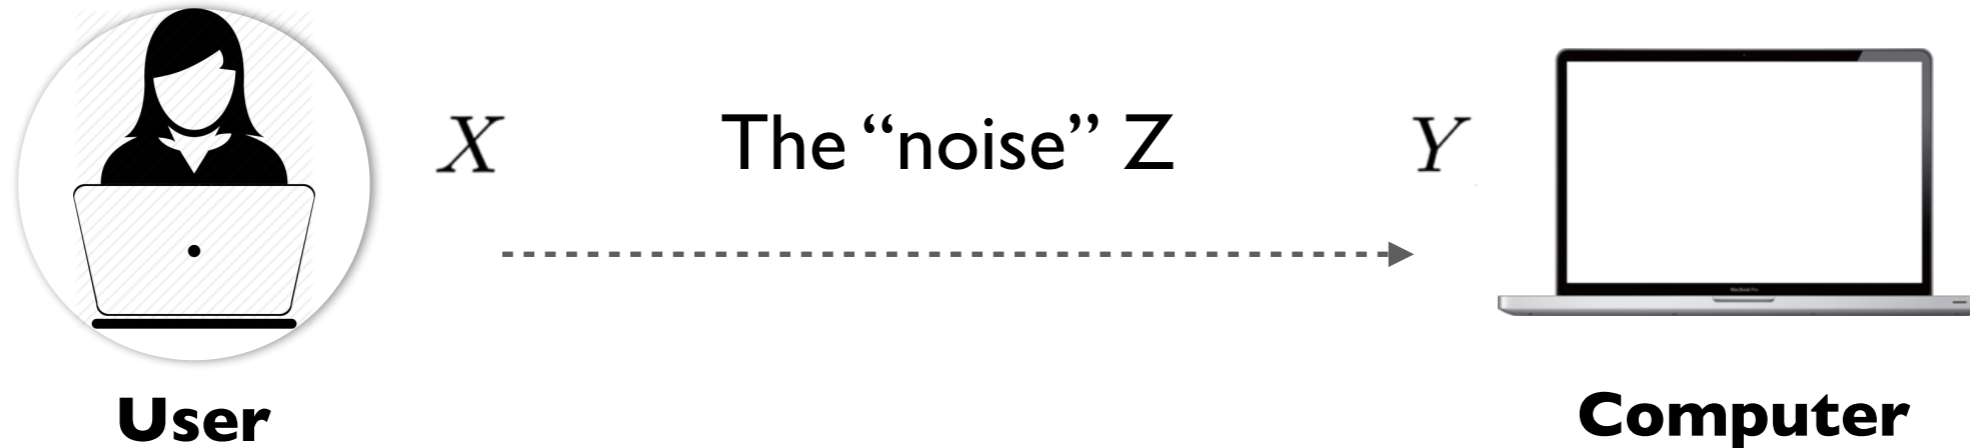 X The “noise” Z Y
User Computer